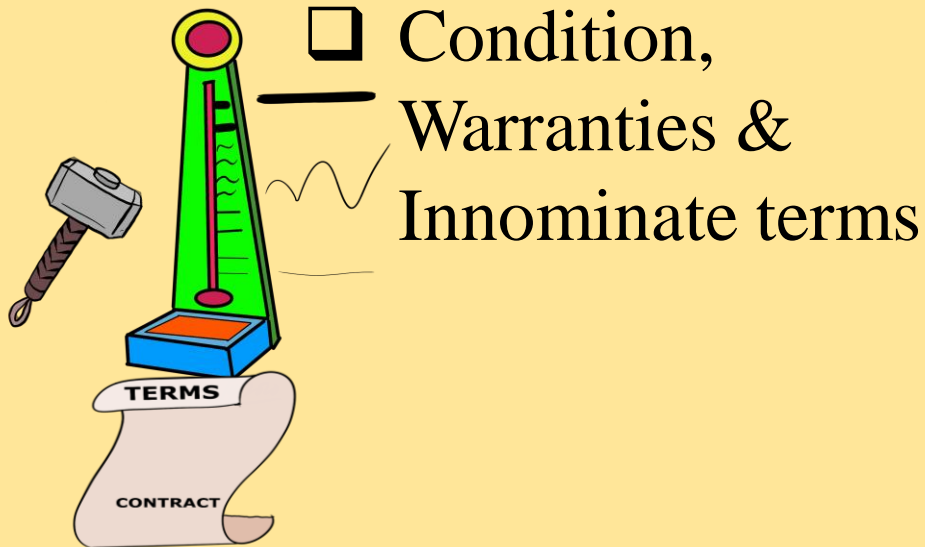 ❑ Condition,
Warranties &
Innominate terms
TERMS
CONTRACT